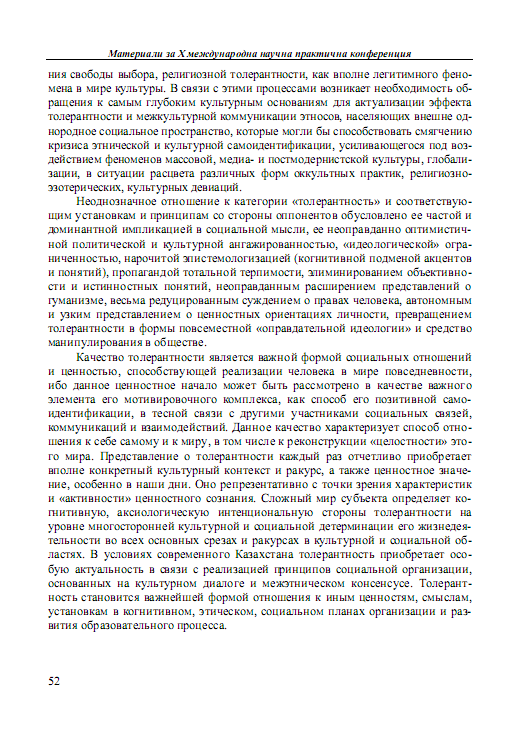 Материали за X международна научна практична конференция
ния свободы выбора, религиозной толерантности, как вполне легитимного фено-
мена в мире культуры. В связи с этими процессами возникает необходимость об-
ращения к самым глубоким культурным основаниям для актуализации эффекта
толерантности и межкультурной коммуникации этносов, населяющих внешне од-
нородное социальное пространство, которые могли бы способствовать смягчению
кризиса этнической и культурной самоидентификации, усиливающегося под воз-
действием феноменов массовой, медиа- и постмодернистской культуры, глобали-
зации, в ситуации расцвета различных форм оккультных практик, религиозно-
эзотерических, культурных девиаций.
Неоднозначное отношение к категории «толерантность» и соответствую-
щим установкам и принципам со стороны оппонентов обусловлено ее частой и
доминантной импликацией в социальной мысли, ее неоправданно оптимистич-
ной политической и культурной ангажированностью, «идеологической» огра-
ниченностью, нарочитой эпистемологизацией (когнитивной подменой акцентов
и понятий), пропагандой тотальной терпимости, элиминированием объективно-
сти и истинностных понятий, неоправданным расширением представлений о
гуманизме, весьма редуцированным суждением о правах человека, автономным
и узким представлением о ценностных ориентациях личности, превращением
толерантности в формы повсеместной «оправдательной идеологии» и средство
манипулирования в обществе.
Качество толерантности является важной формой социальных отношений
и ценностью, способствующей реализации человека в мире повседневности,
ибо данное ценностное начало может быть рассмотрено в качестве важного
элемента его мотивировочного комплекса, как способ его позитивной само-
идентификации, в тесной связи с другими участниками социальных связей,
коммуникаций и взаимодействий. Данное качество характеризует способ отно-
шения к себе самому и к миру, в том числе к реконструкции «целостности» это-
го мира. Представление о толерантности каждый раз отчетливо приобретает
вполне конкретный культурный контекст и ракурс, а также ценностное значе-
ние, особенно в наши дни. Оно репрезентативно с точки зрения характеристик
и «активности» ценностного сознания. Сложный мир субъекта определяет ко-
гнитивную, аксиологическую интенциональную стороны толерантности на
уровне многосторонней культурной и социальной детерминации его жизнедея-
тельности во всех основных срезах и ракурсах в культурной и социальной об-
ластях. В условиях современного Казахстана толерантность приобретает осо-
бую актуальность в связи с реализацией принципов социальной организации,
основанных на культурном диалоге и межэтническом консенсусе. Толерант-
ность становится важнейшей формой отношения к иным ценностям, смыслам,
установкам в когнитивном, этическом, социальном планах организации и раз-
вития образовательного процесса.
52